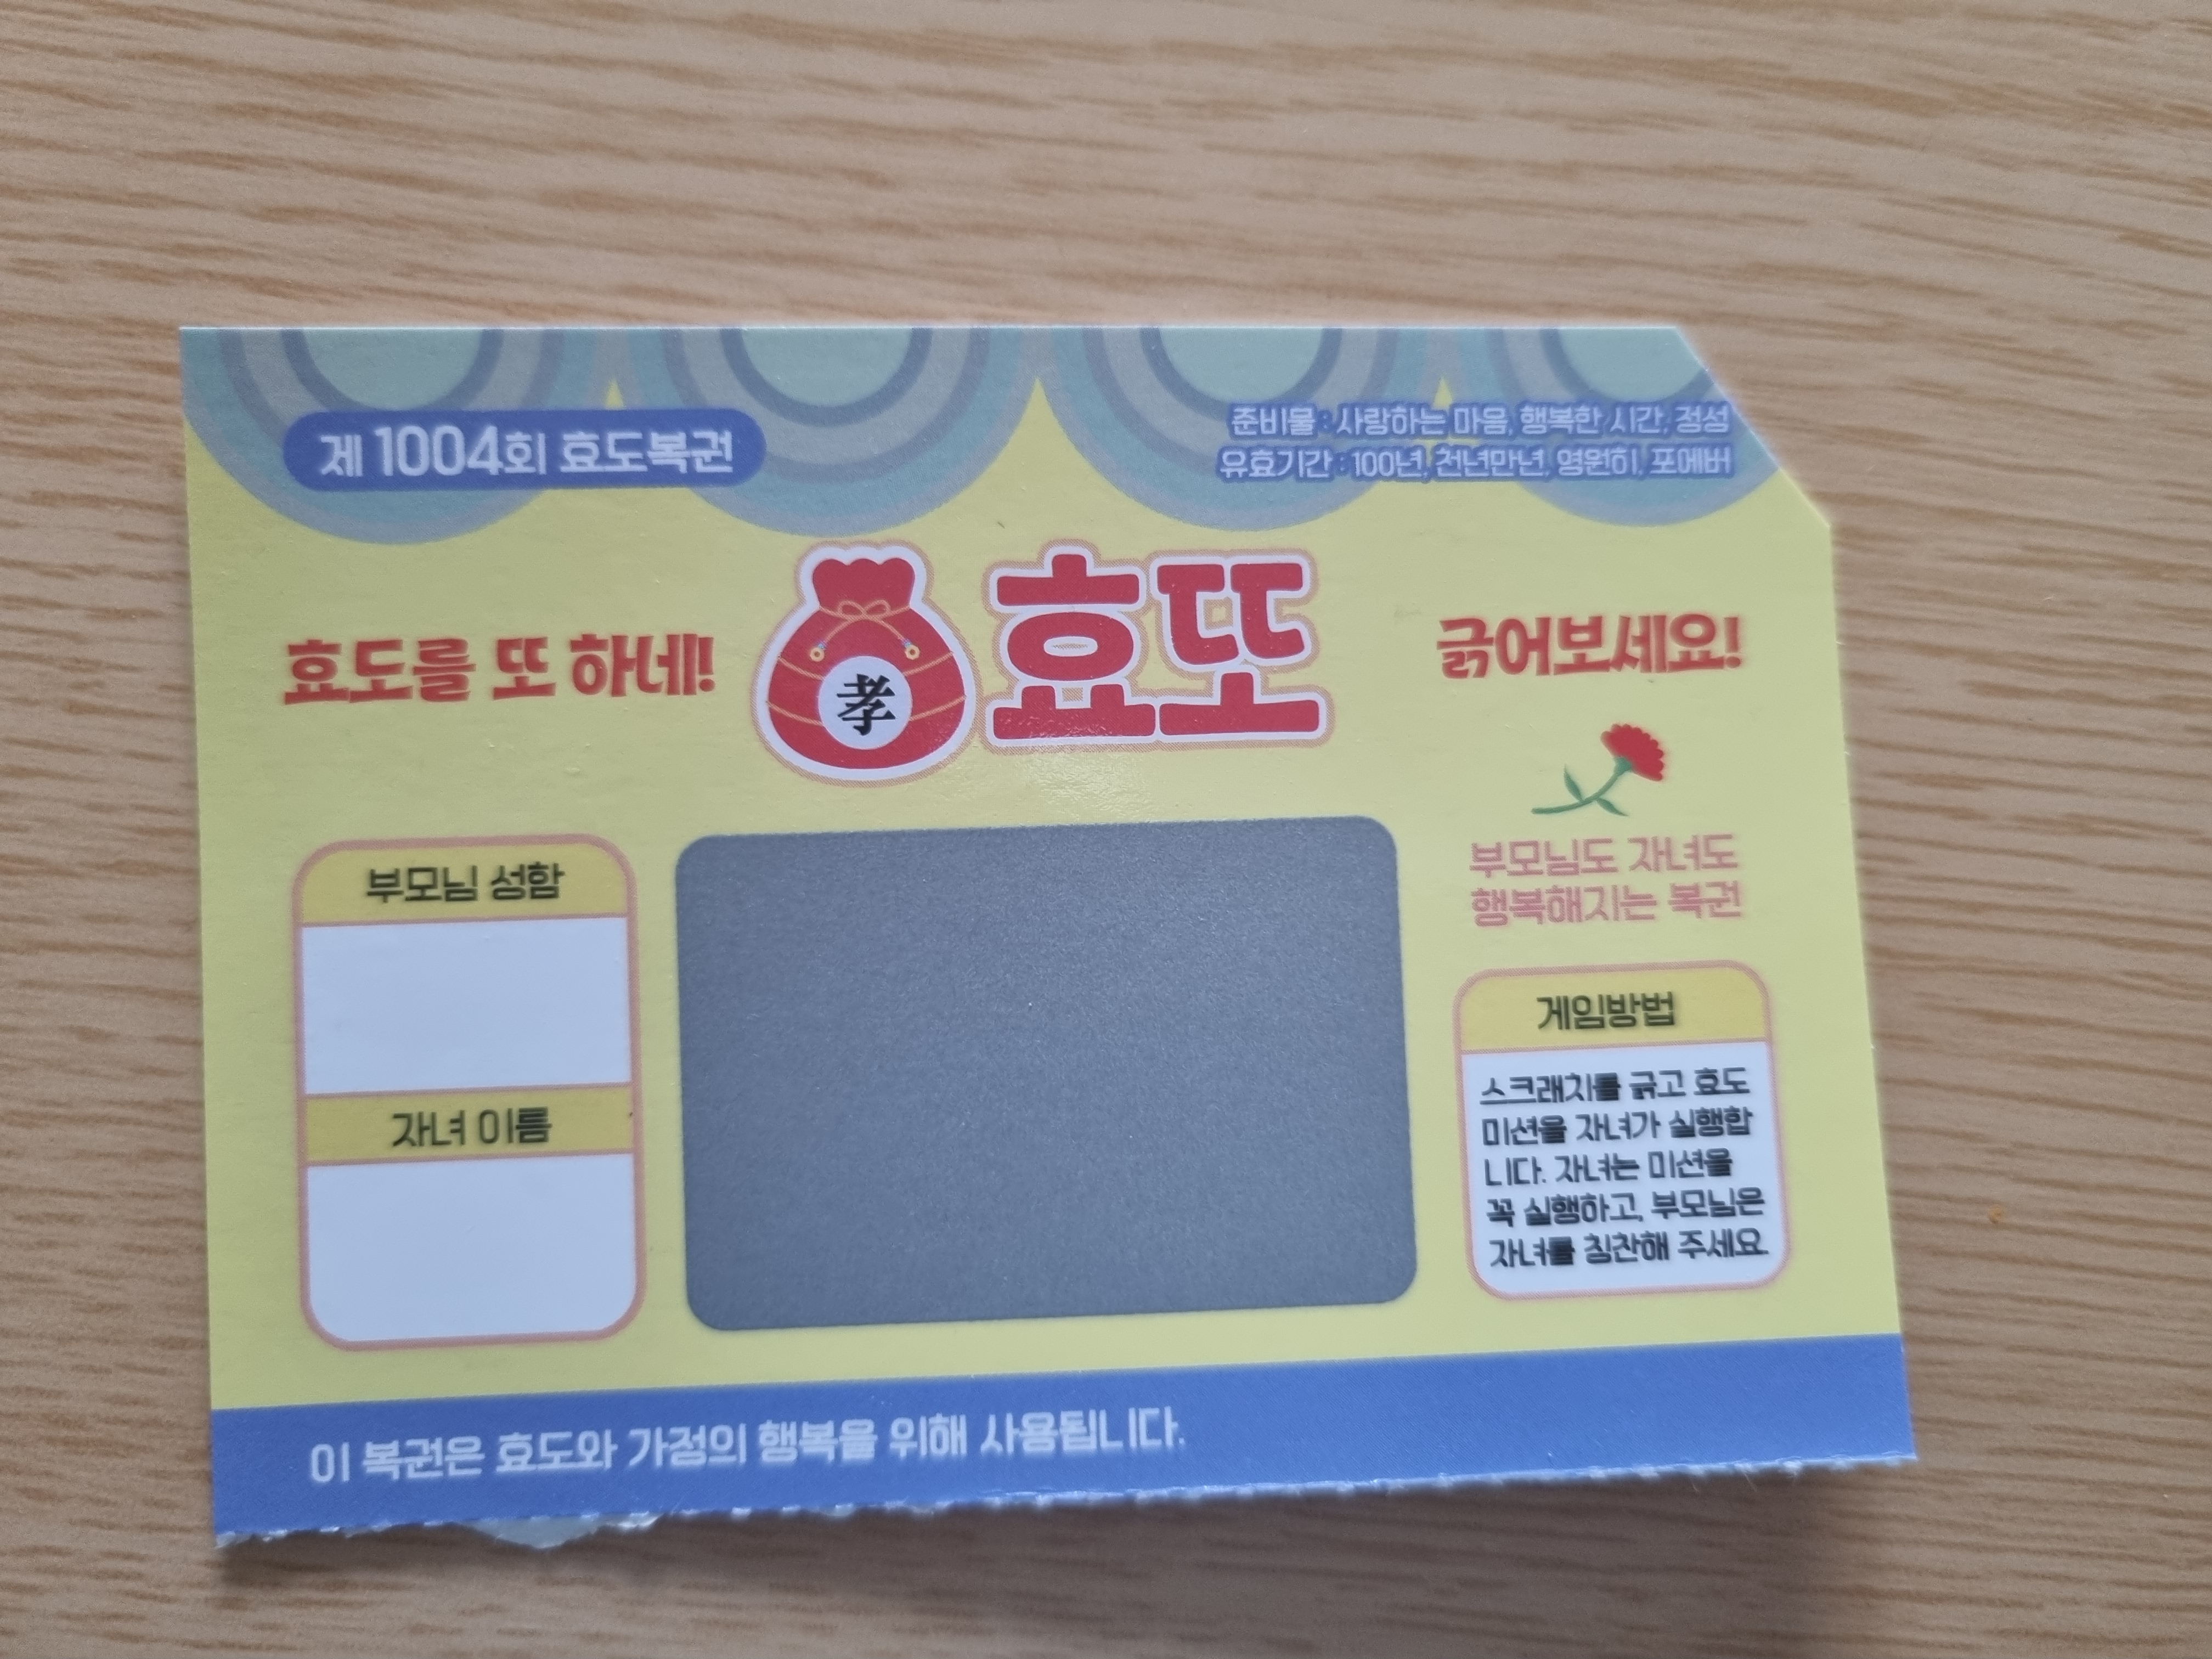 제 1004회 효도복권
준비물 : 사랑하는 마음, 행복한 시간, 정성
유효기간 : 100년, 천년만년, 영원히, 포에버
효도를 또 하네!
孝
효또
긁어보세요!
부모님 성함
자녀 이름
부모님도 자녀도
행복해지는 복권
게임방법
스크래치를 긁고 효도
미션을 자녀가 실행합
니다. 자녀는 미션을
꼭 실행하고, 부모님은
자녀를 칭찬해 주세요
이 복권은 효도와 가정의 행복을 위해 사용됩니다.